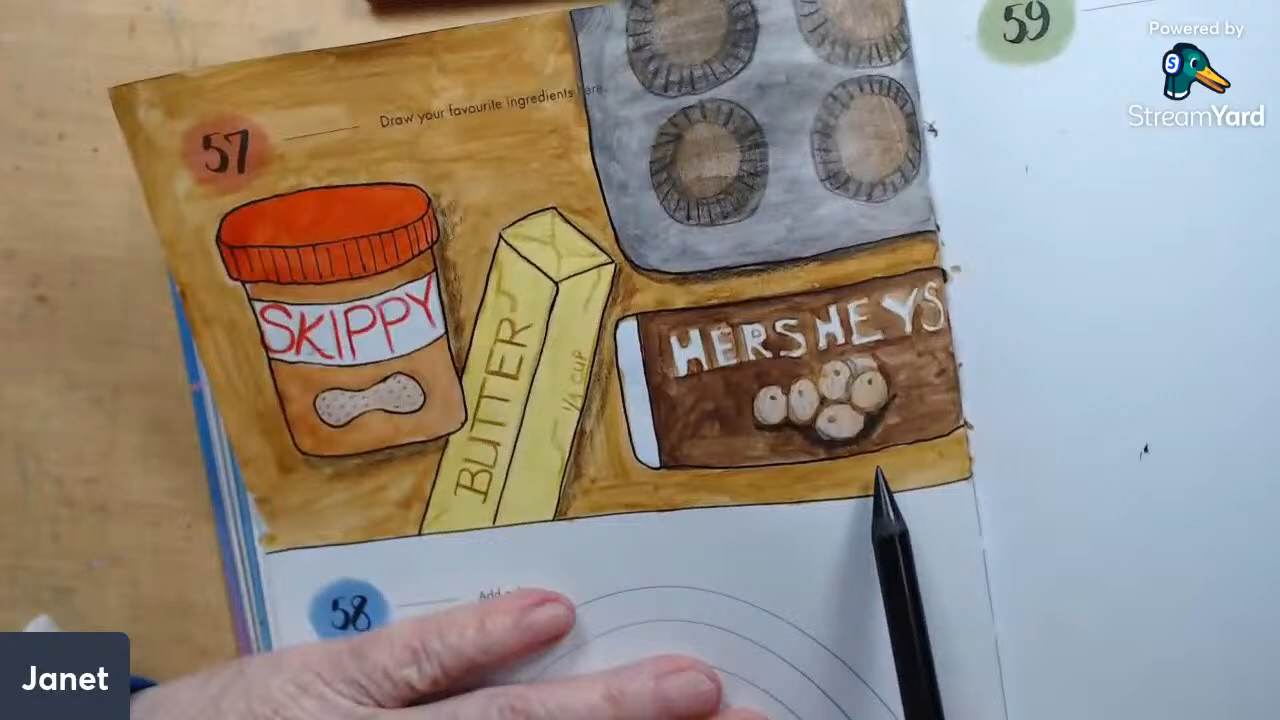 57
Draw your favourite ingredients here.
SKIPPY
BUTTER
1/4 CUP
HERSHEYS
58
59
Powered by
S
StreamYard
Janet